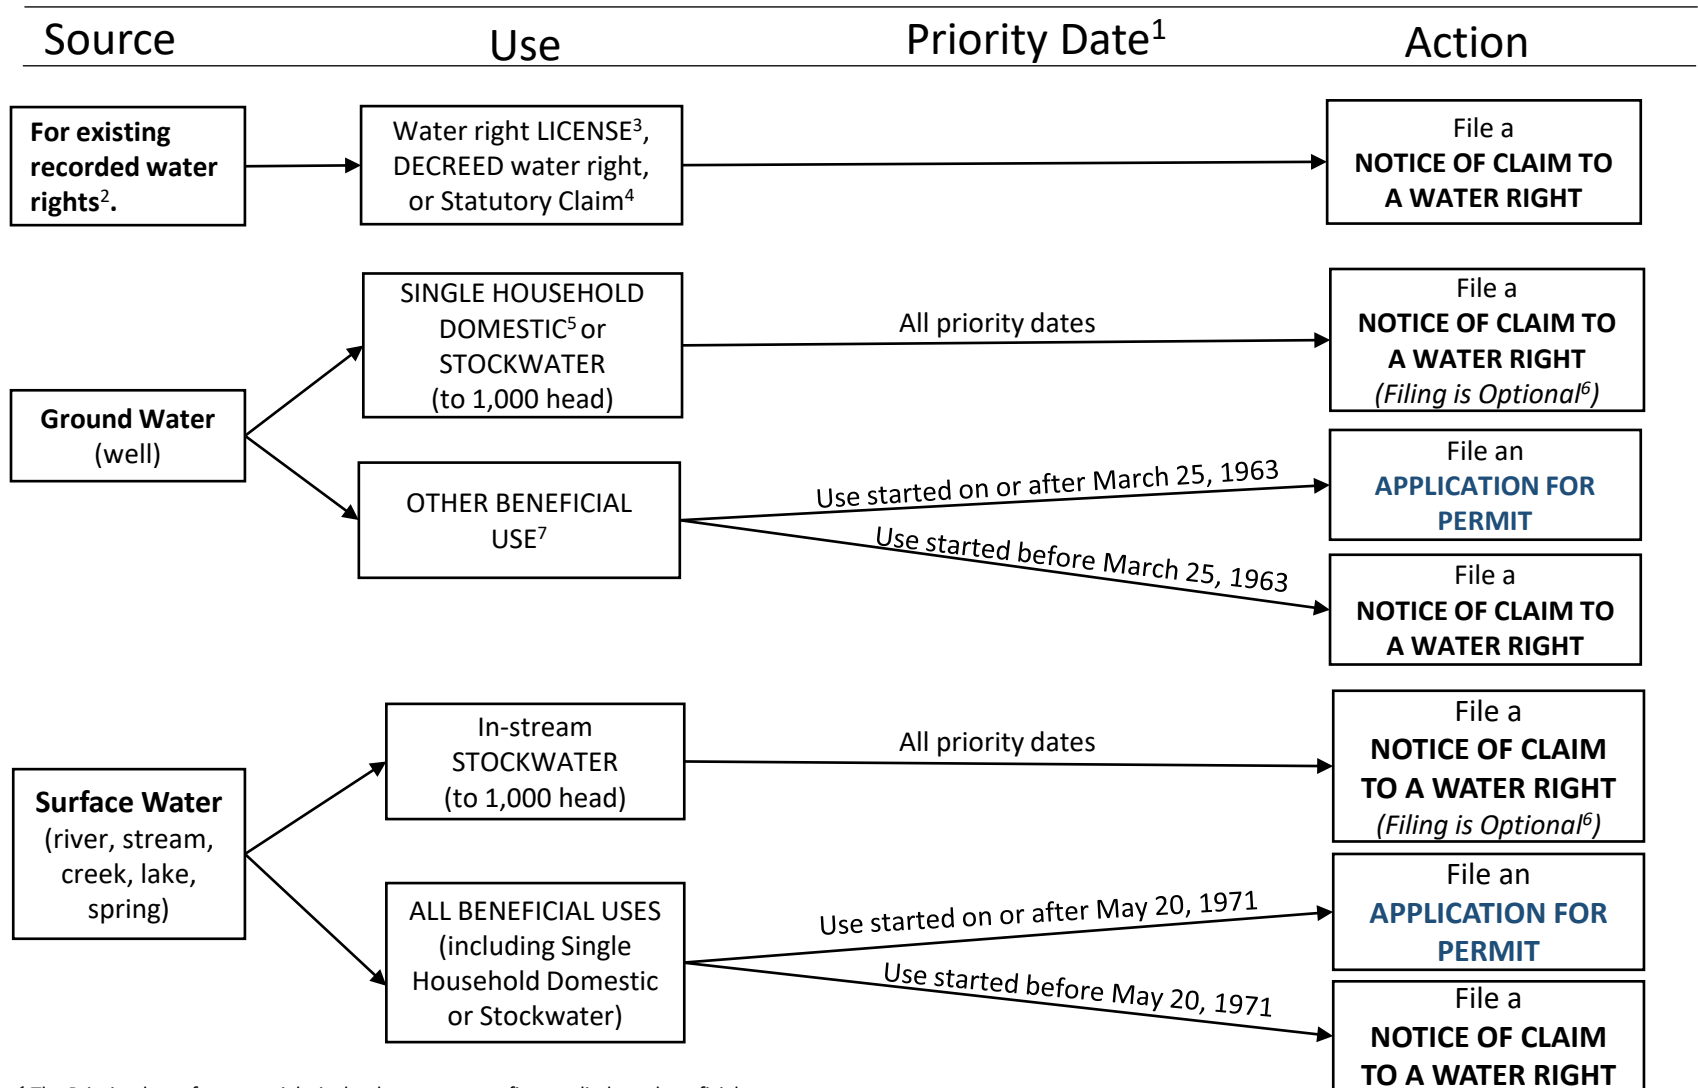 Source Use Priority Date¹ Action
For existing
recorded water
rights².
Water right LICENSE³,
DECREED water right,
or Statutory Claim⁴
File a
NOTICE OF CLAIM TO
A WATER RIGHT
Ground Water
(well)
SINGLE HOUSEHOLD
DOMESTIC⁵ or
STOCKWATER
(to 1,000 head)
All priority dates
File a
NOTICE OF CLAIM TO
A WATER RIGHT
(Filing is Optional⁶)
OTHER BENEFICIAL
USE⁷
Use started on or after March 25, 1963
File an
APPLICATION FOR
PERMIT
Use started before March 25, 1963
File a
NOTICE OF CLAIM TO
A WATER RIGHT
Surface Water
(river, stream,
creek, lake,
spring)
In-stream
STOCKWATER
(to 1,000 head)
All priority dates
File a
NOTICE OF CLAIM
TO A WATER RIGHT
(Filing is Optional⁶)
ALL BENEFICIAL USES
(including Single
Household Domestic
or Stockwater)
Use started on or after May 20, 1971
File an
APPLICATION FOR
PERMIT
Use started before May 20, 1971
File a
NOTICE OF CLAIM
TO A WATER RIGHT